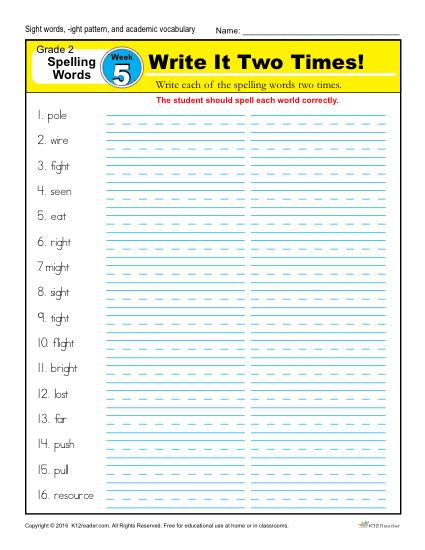 Sight words, -ight pattern, and academic vocabulary Name:
Grade 2
Spelling
Words
Week
5
Write It Two Times!
Write each of the spelling words two times.
The student should spell each world correctly.
1. pole
2. wire
3. fight
4. seen
5. eat
6. right
7 might
8. sight
9. tight
10. flight
11. bright
12. lost
13. far
14. push
15. pull
16. resource
Copyright © 2016 K12reader.com. All Rights Reserved. Free for educational use at home or in classrooms.
K12Reader